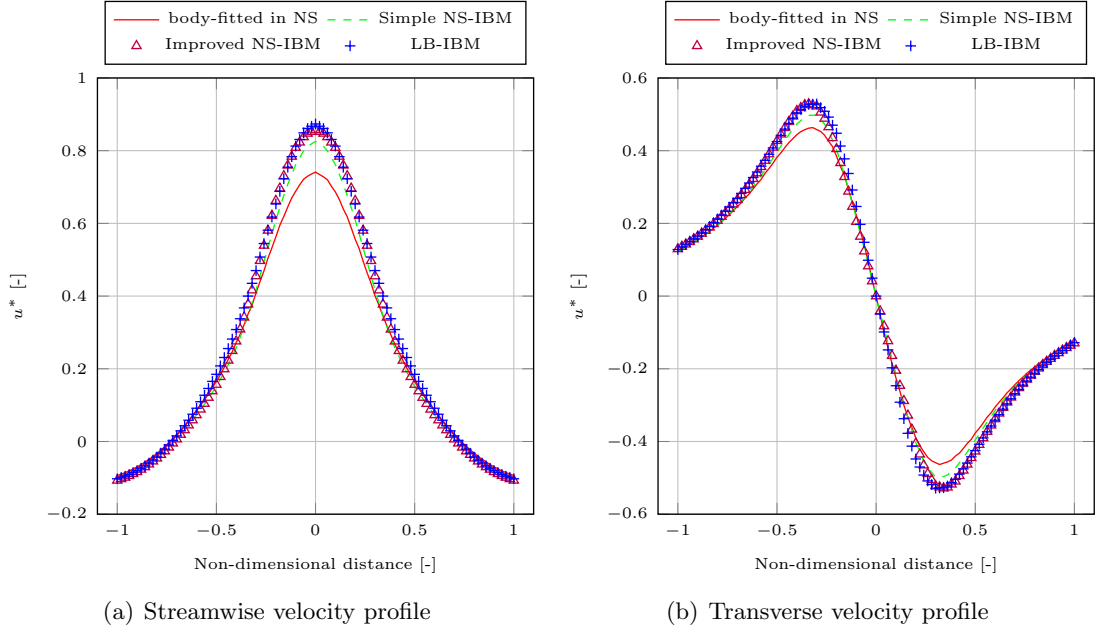 body-fitted in NS Simple NS-IBM
Improved NS-IBM LB-IBM
1
0.8
0.6
0.4
0.2
0
−0.2
−1 −0.5 0 0.5 1
u* [-]
Non-dimensional distance [-]
(a) Streamwise velocity profile
body-fitted in NS Simple NS-IBM
Improved NS-IBM LB-IBM
0.6
0.4
0.2
0
−0.2
−0.4
−0.6
−1 −0.5 0 0.5 1
u* [-]
Non-dimensional distance [-]
(b) Transverse velocity profile